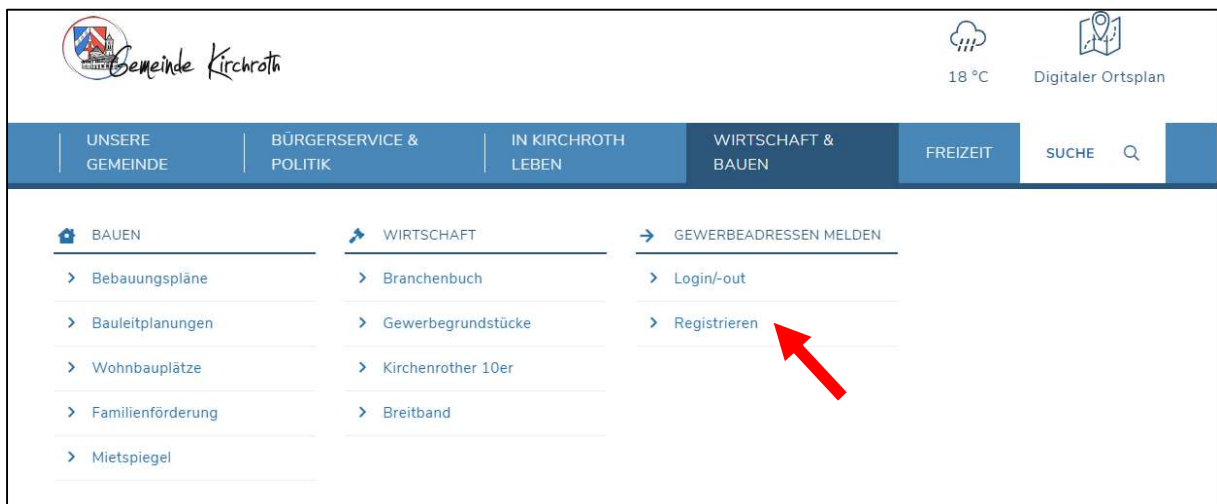 Gemeinde Kirchroth
18 °C
Digitaler Ortsplan
UNSERE
GEMEINDE
BÜRGERSERVICE &
POLITIK
IN KIRCHROTH
LEBEN
WIRTSCHAFT &
BAUEN
FREIZEIT
SUCHE
BAUEN
Bebauungspläne
Bauleitplanungen
Wohnbauplätze
Familienförderung
Mietspiegel
WIRTSCHAFT
Branchenbuch
Gewerbegrundstücke
Kirchenrother 10er
Breitband
GEWERBEADRESSEN MELDEN
Login/-out
Registrieren